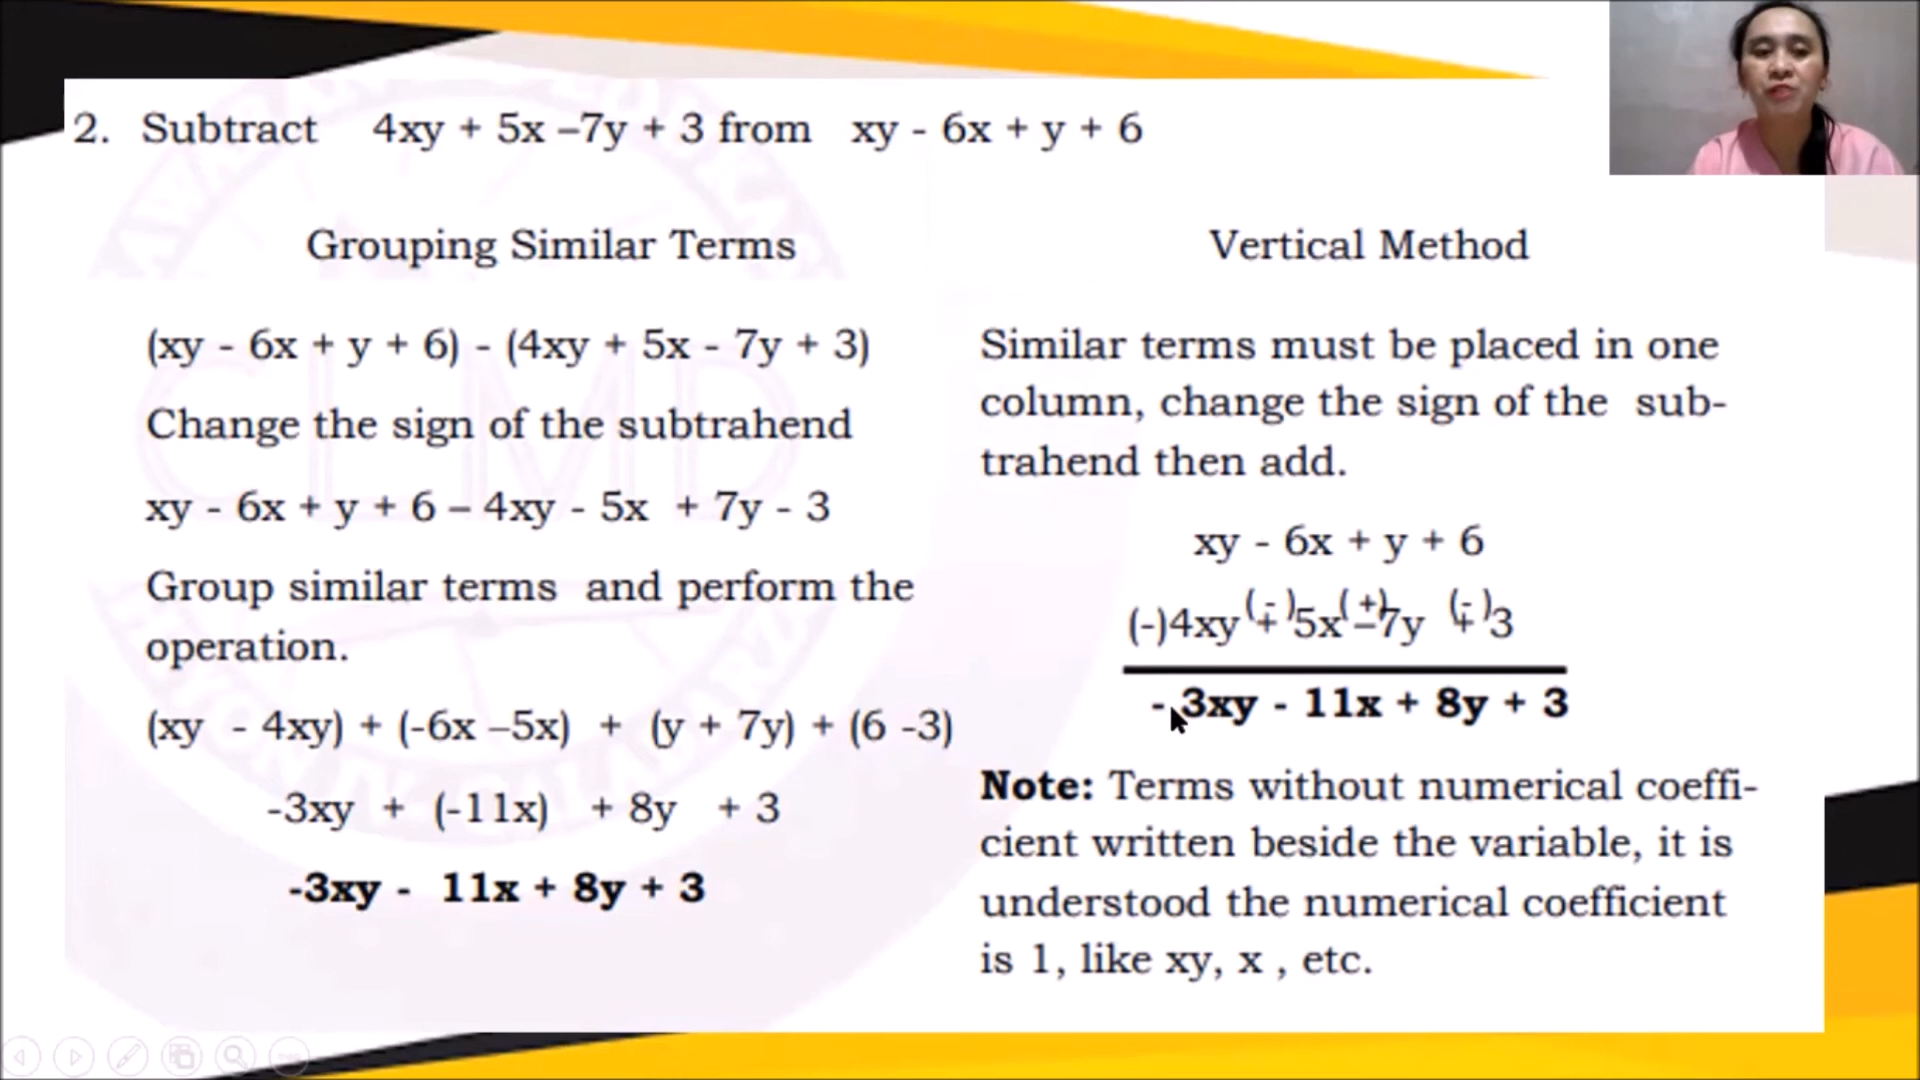 2. Subtract 4xy + 5x –7y + 3 from xy - 6x + y + 6
Grouping Similar Terms
(xy - 6x + y + 6) - (4xy + 5x - 7y + 3)
Change the sign of the subtrahend
xy - 6x + y + 6 – 4xy - 5x + 7y - 3
Group similar terms and perform the
operation.
(xy - 4xy) + (-6x –5x) + (y + 7y) + (6 -3)
-3xy + (-11x) + 8y + 3
-3xy - 11x + 8y + 3
Vertical Method
Similar terms must be placed in one
column, change the sign of the sub-
trahend then add.
xy - 6x + y + 6
(-) (+) (-)
(-)4xy + 5x –7y + 3
- 3xy - 11x + 8y + 3
Note: Terms without numerical coeffi-
cient written beside the variable, it is
understood the numerical coefficient
is 1, like xy, x , etc.
CLMD